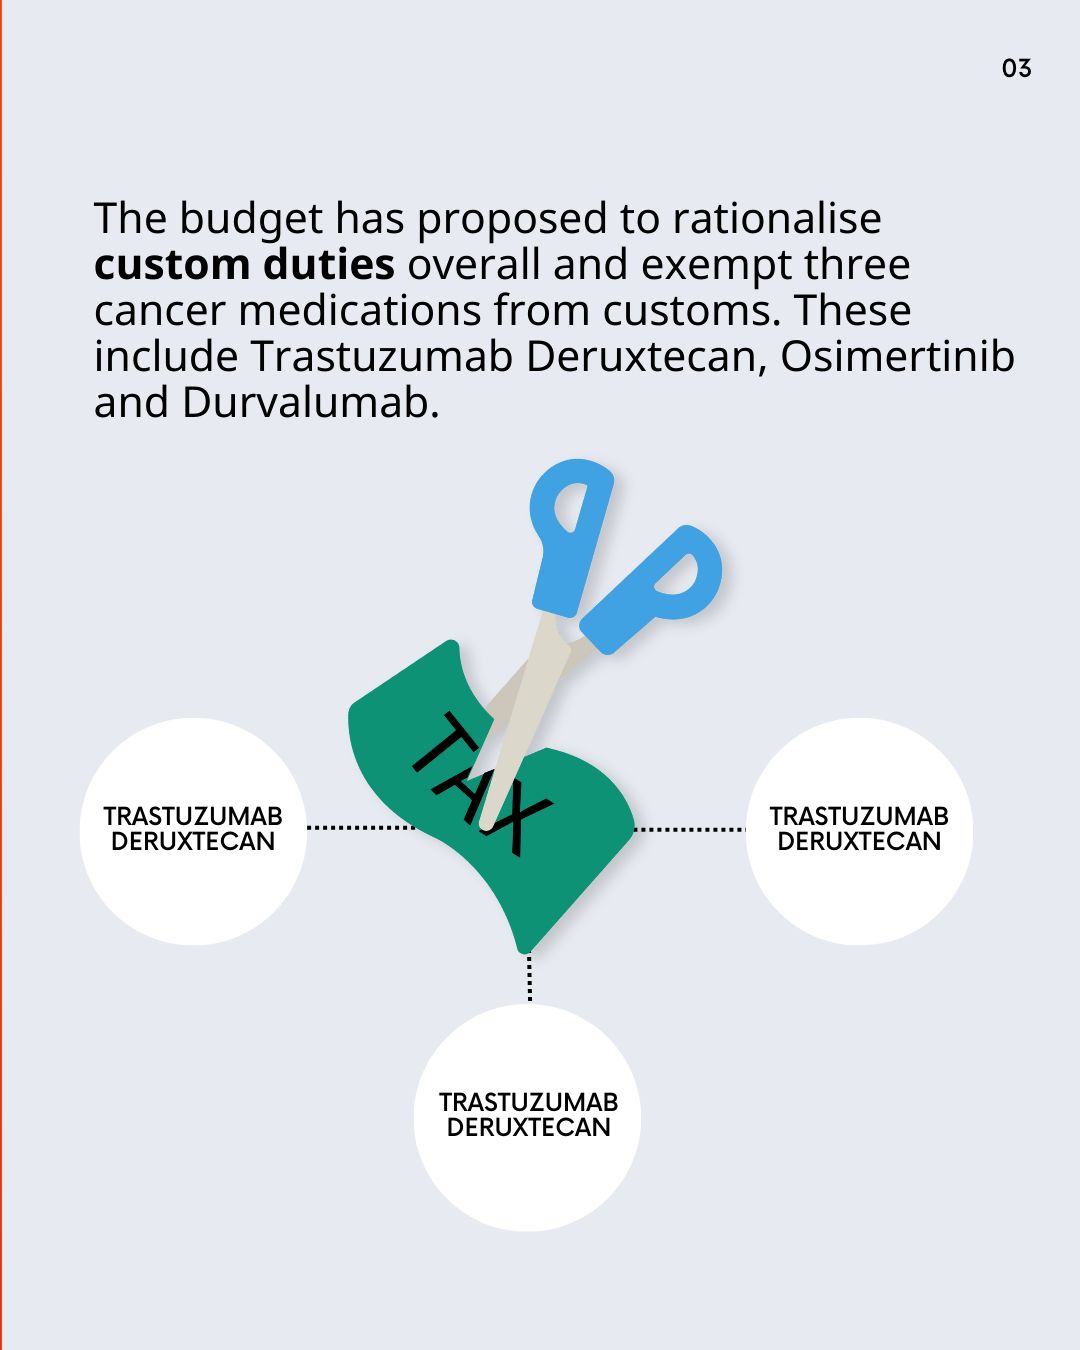 03
The budget has proposed to rationalise
custom duties overall and exempt three
cancer medications from customs. These
include Trastuzumab Deruxtecan, Osimertinib
and Durvalumab.
TAX
TRASTUZUMAB
DERUXTECAN
TRASTUZUMAB
DERUXTECAN
TRASTUZUMAB
DERUXTECAN